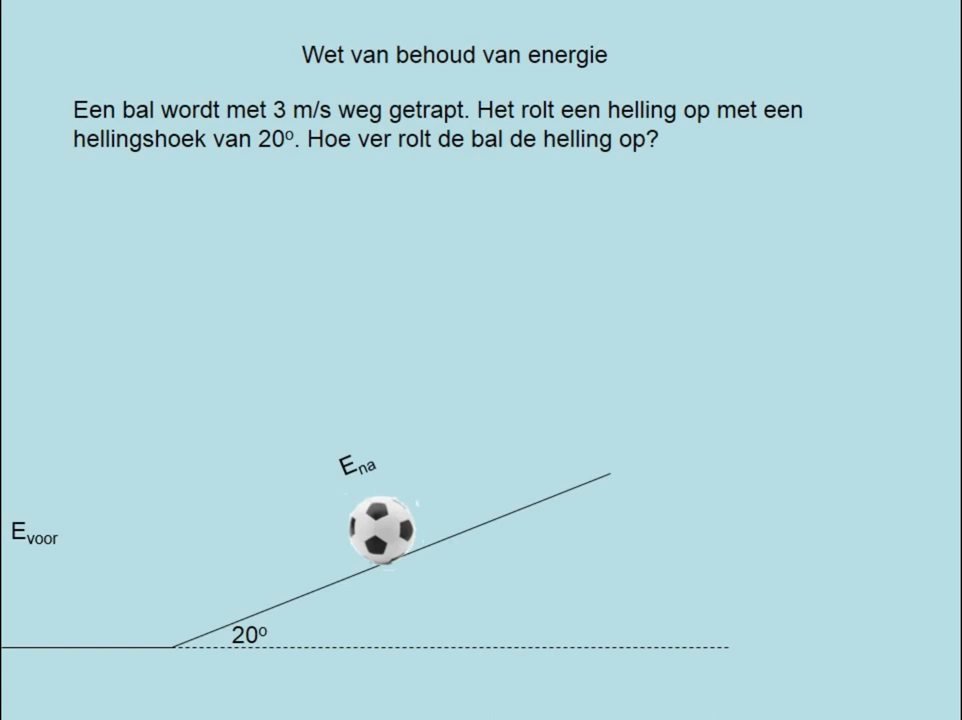 Wet van behoud van energie
Een bal wordt met 3 m/s weg getrapt. Het rolt een helling op met een
hellingshoek van 20º. Hoe ver rolt de bal de helling op?
Ena
Evoor
20º